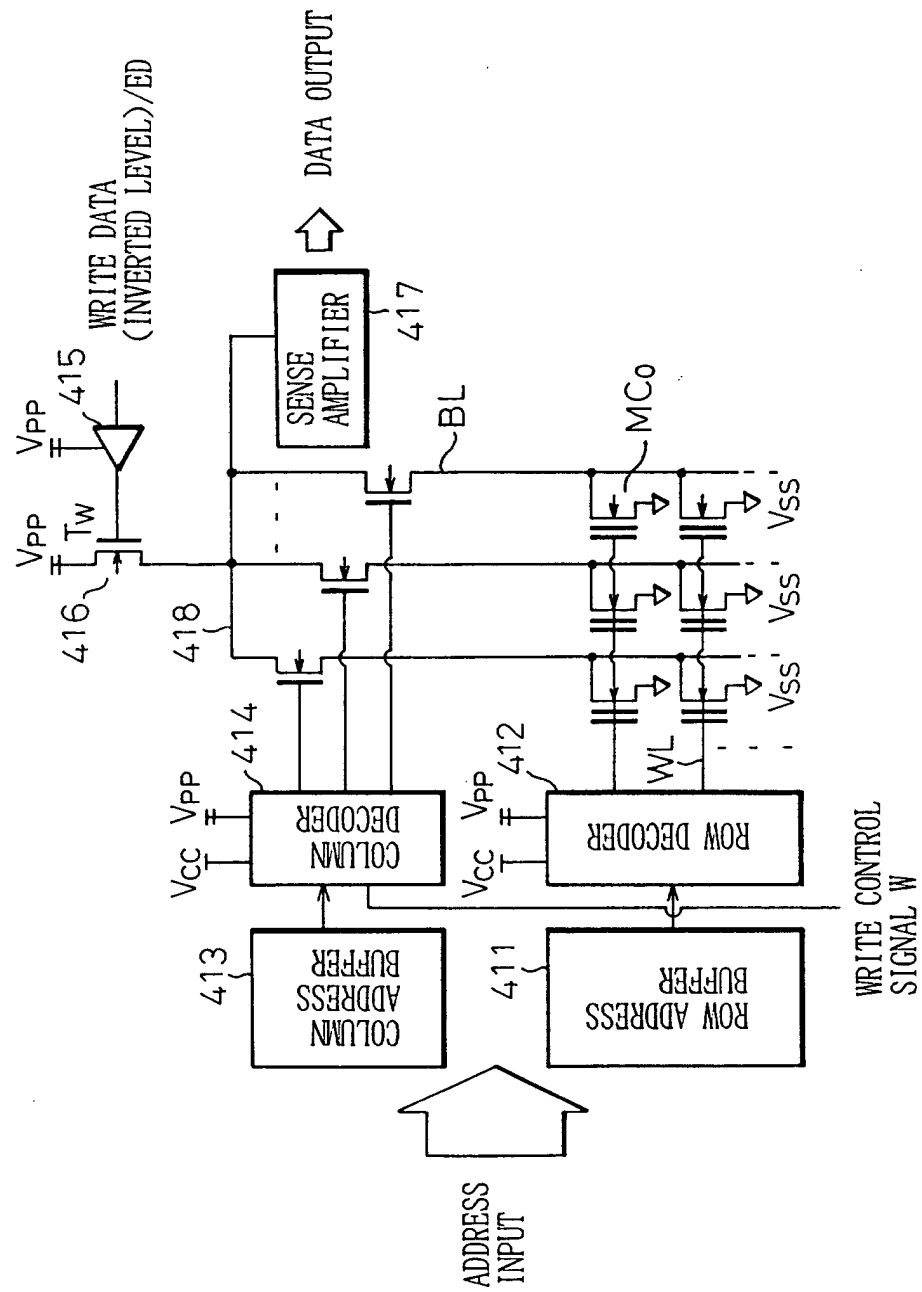 WRITE DATA
(INVERTED LEVEL)/ED
VPP
VPP
415
Tw
416
DATA OUTPUT
418
SENSE
AMPLIFIER
417
414
VPP
VCC
COLUMN
DECODER
413
COLUMN
ADDRESS
BUFFER
BL
MC0
ADDRESS
INPUT
412
VPP
VCC
ROW DECODER
WL
411
ROW ADDRESS
BUFFER
VSS
VSS
VSS
WRITE CONTROL
SIGNAL W